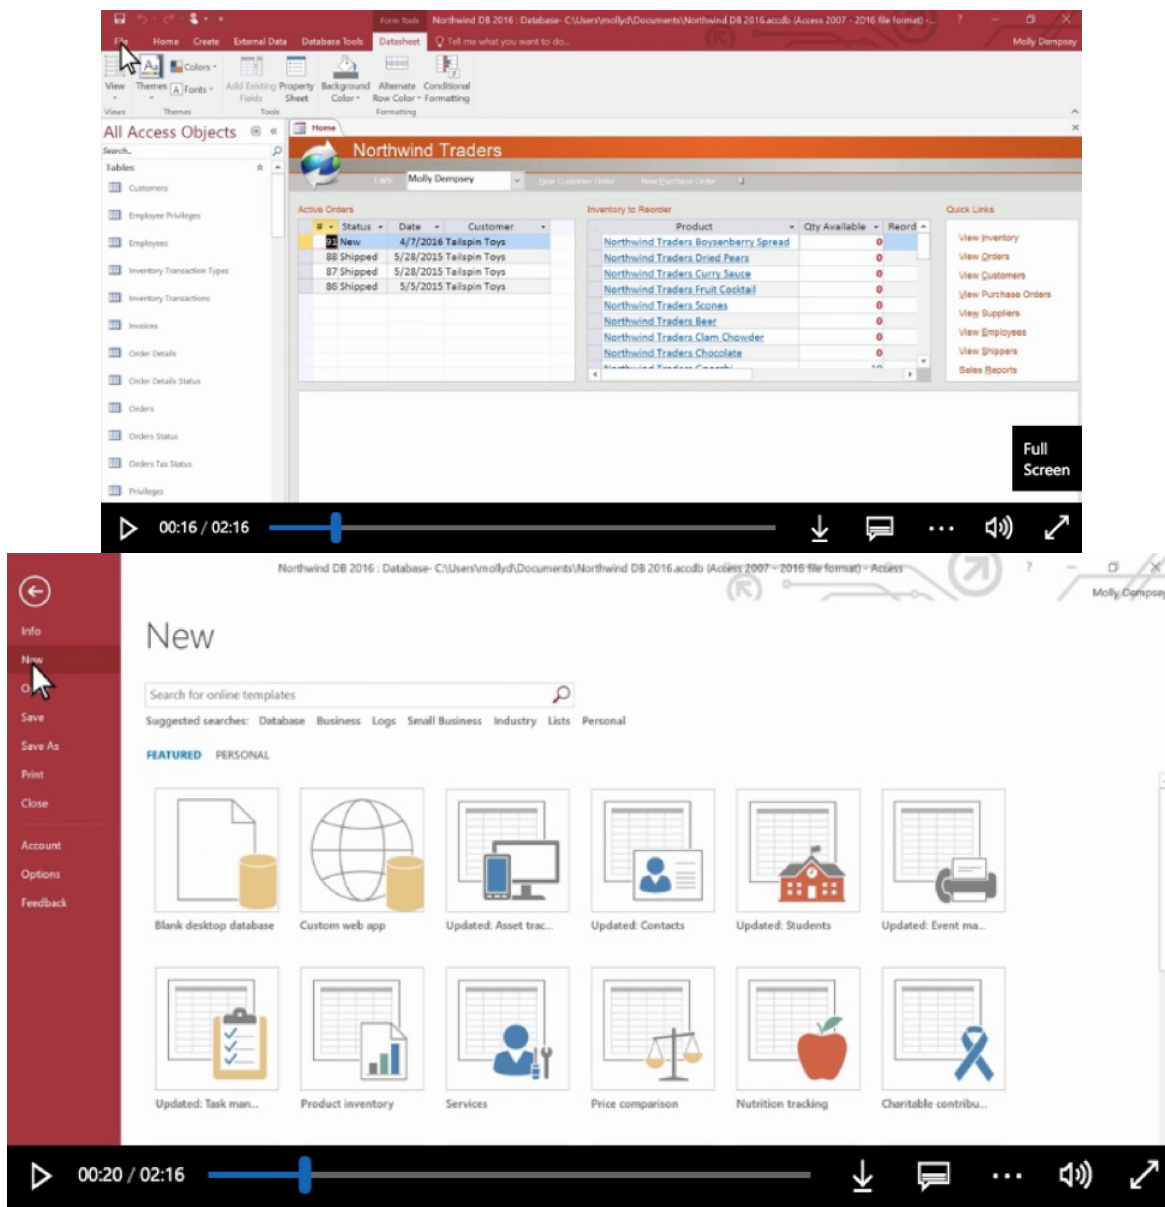 Form Tools Northwind DB 2016 : Database- C:\Users\mollyd\Documents\Northwind DB 2016.accdb (Access 2007 - 2016 file format) -... ?
File Home Create External Data Database Tools Datasheet Tell me what you want to do... Molly Dempsey
View Themes Colors Fonts Add Existing Fields Property Sheet Background Color Alternate Row Color Conditional Formatting
Views Themes Tools Formatting
All Access Objects
Search..
Tables
Customers
Employee Privileges
Employees
Inventory Transaction Types
Inventory Transactions
Invoices
Order Details
Order Details Status
Orders
Orders Status
Orders Tax Status
Privileges
Home
Northwind Traders
I am: Molly Dempsey New Customer Order New Purchase Order
Active Orders
# Status Date Customer
91 New 4/7/2016 Tailspin Toys
88 Shipped 5/28/2015 Tailspin Toys
87 Shipped 5/28/2015 Tailspin Toys
86 Shipped 5/5/2015 Tailspin Toys
Inventory to Reorder
Product Qty Available Reord
Northwind Traders Boysenberry Spread 0
Northwind Traders Dried Pears 0
Northwind Traders Curry Sauce 0
Northwind Traders Fruit Cocktail 0
Northwind Traders Scones 0
Northwind Traders Beer 0
Northwind Traders Clam Chowder 0
Northwind Traders Chocolate 0
Northwind Traders Gnocchi 10
Quick Links
View Inventory
View Orders
View Customers
View Purchase Orders
View Suppliers
View Employees
View Shippers
Sales Reports
Full
Screen
00:16 / 02:16
Northwind DB 2016 : Database- C:\Users\mollyd\Documents\Northwind DB 2016.accdb (Access 2007 - 2016 file format) - Access ?
Molly Dempsey
Info
New
Save
Save As
Print
Close
Account
Options
Feedback
New
Search for online templates
Suggested searches: Database Business Logs Small Business Industry Lists Personal
FEATURED PERSONAL
Blank desktop database Custom web app Updated: Asset trac... Updated: Contacts Updated: Students Updated: Event ma...
Updated: Task man... Product inventory Services Price comparison Nutrition tracking Charitable contribu...
00:20 / 02:16